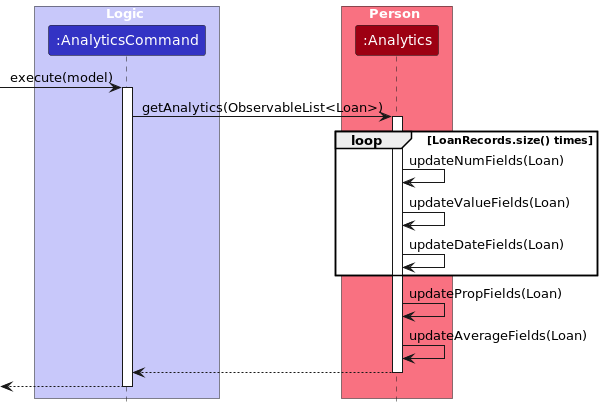 Logic
Person
:AnalyticsCommand
:Analytics
execute(model)
getAnalytics(ObservableList<Loan>)
loop
[LoanRecords.size() times]
updateNumFields(Loan)
updateValueFields(Loan)
updateDateFields(Loan)
updatePropFields(Loan)
updateAverageFields(Loan)